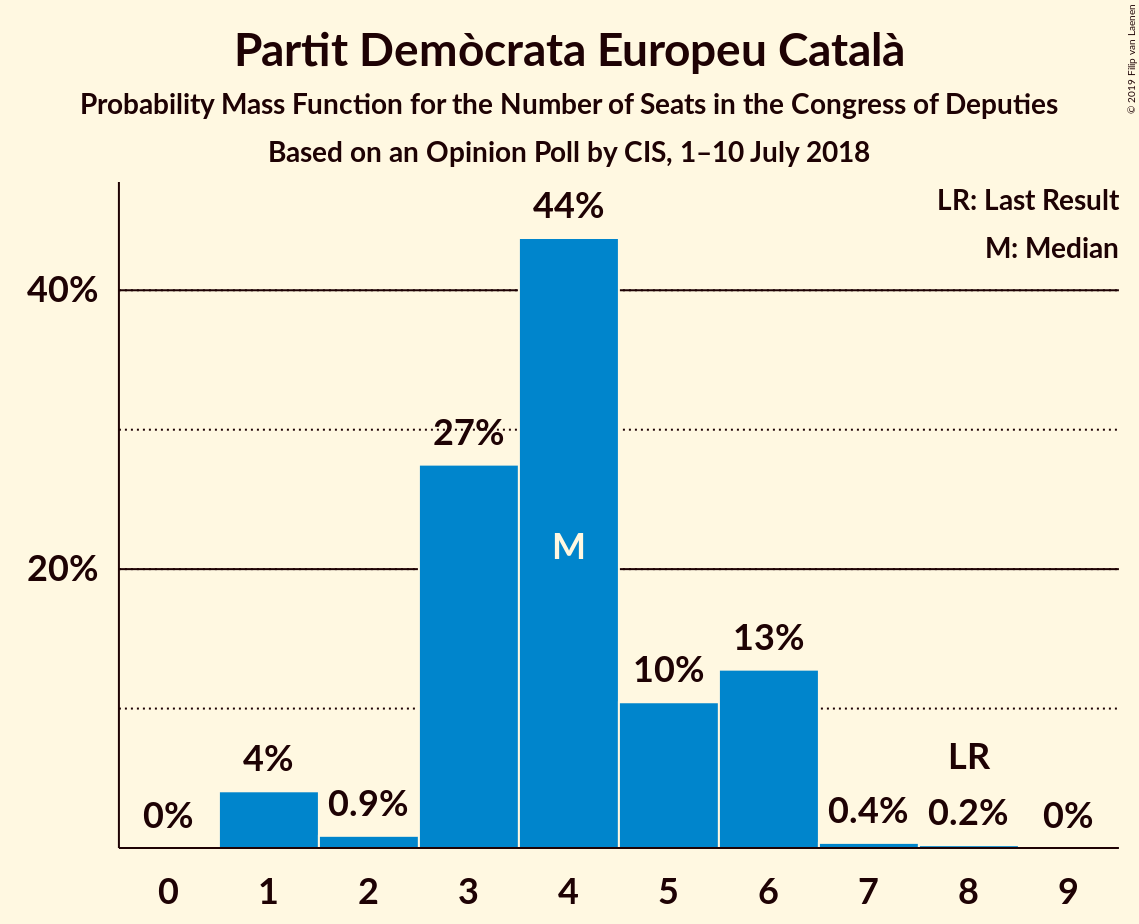 Partit Demòcrata Europeu Català
Probability Mass Function for the Number of Seats in the Congress of Deputies
Based on an Opinion Poll by CIS, 1–10 July 2018
© 2019 Filip van Laenen
LR: Last Result
M: Median
40%
20%
0%
4%
0.9%
27%
44%
M
10%
13%
0.4%
LR
0.2%
0%
0 1 2 3 4 5 6 7 8 9